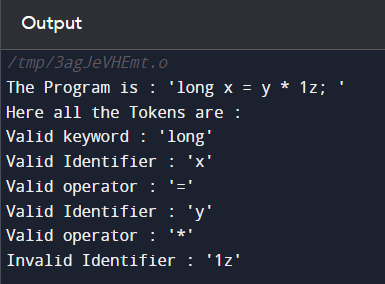 Output
/tmp/3agJeVHEmt.o
The Program is : 'long x = y * 1z; '
Here all the Tokens are :
Valid keyword : 'long'
Valid Identifier : 'x'
Valid operator : '='
Valid Identifier : 'y'
Valid operator : '*'
Invalid Identifier : '1z'